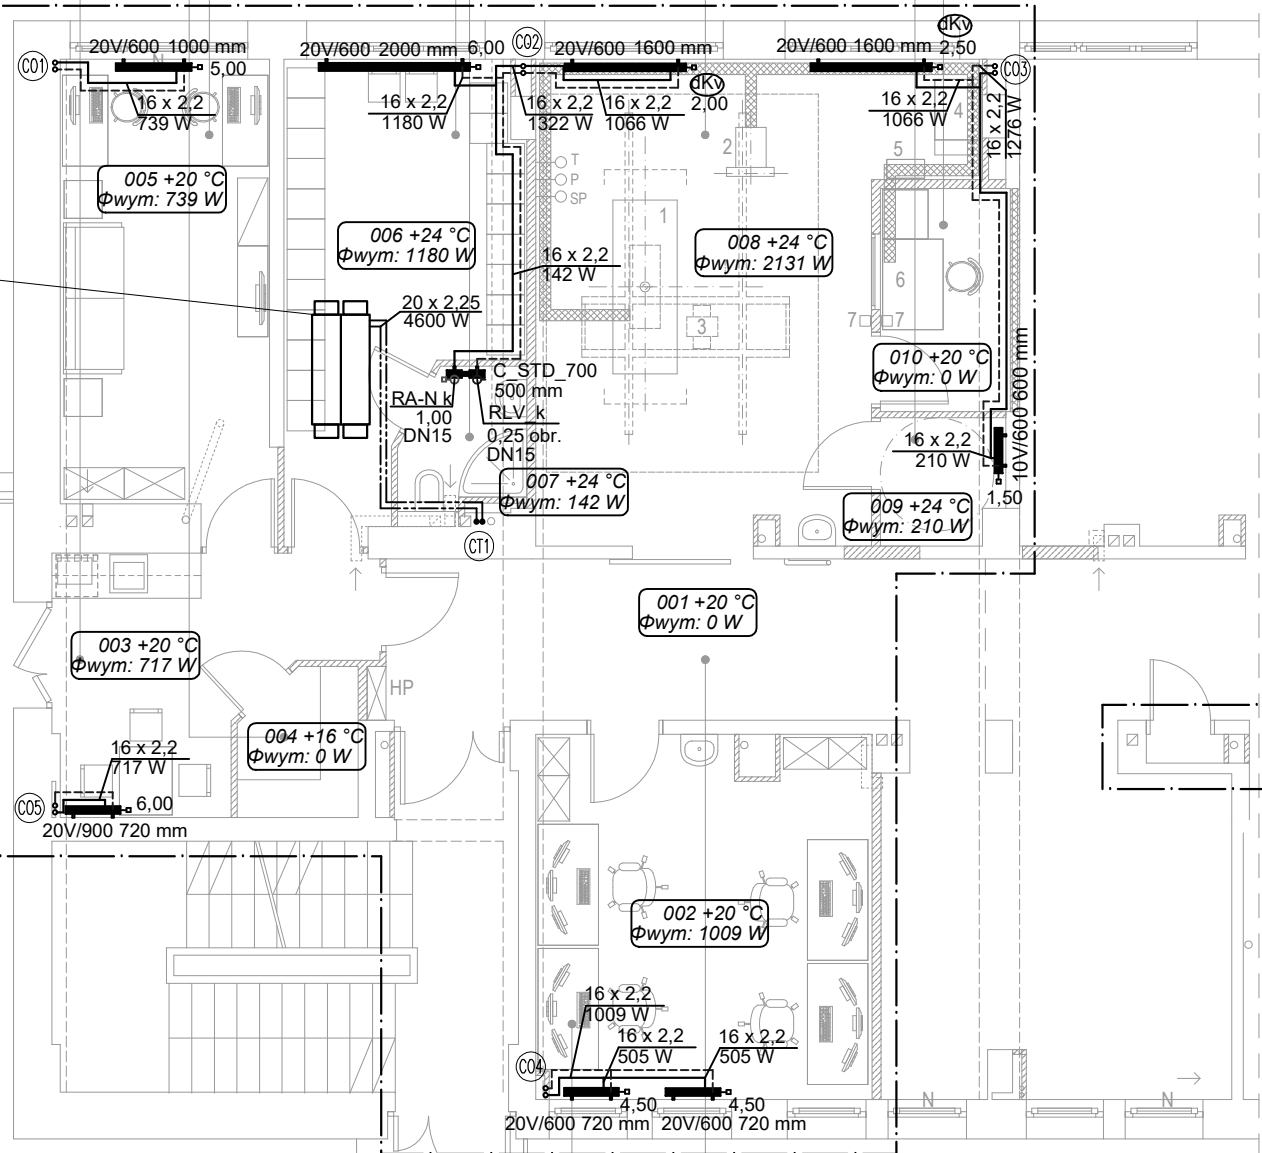 CO1
20V/600 1000 mm
N
5,00
16 x 2,2
739 W
005 +20 °C
Φwym: 739 W
20V/600 2000 mm
6,00
16 x 2,2
1180 W
006 +24 °C
Φwym: 1180 W
CO2
20V/600 1600 mm
dKv
2,00
16 x 2,2
1322 W
16 x 2,2
1066 W
20V/600 1600 mm
dKv
2,50
CO3
16 x 2,2
1066 W
16 x 2,2
1276 W
T
P
SP
1
2
3
4
5
6
7
7
16 x 2,2
142 W
008 +24 °C
Φwym: 2131 W
20 x 2,25
4600 W
C_STD_700
500 mm
RA-N k
1,00
DN15
RLV_k
0,25 obr.
DN15
007 +24 °C
Φwym: 142 W
CT1
010 +20 °C
Φwym: 0 W
10V/600 600 mm
16 x 2,2
210 W
1,50
009 +24 °C
Φwym: 210 W
001 +20 °C
Φwym: 0 W
003 +20 °C
Φwym: 717 W
HP
004 +16 °C
Φwym: 0 W
16 x 2,2
717 W
CO5
6,00
20V/900 720 mm
002 +20 °C
Φwym: 1009 W
16 x 2,2
1009 W
16 x 2,2
505 W
16 x 2,2
505 W
CO4
4,50
4,50
20V/600 720 mm
20V/600 720 mm
N
N